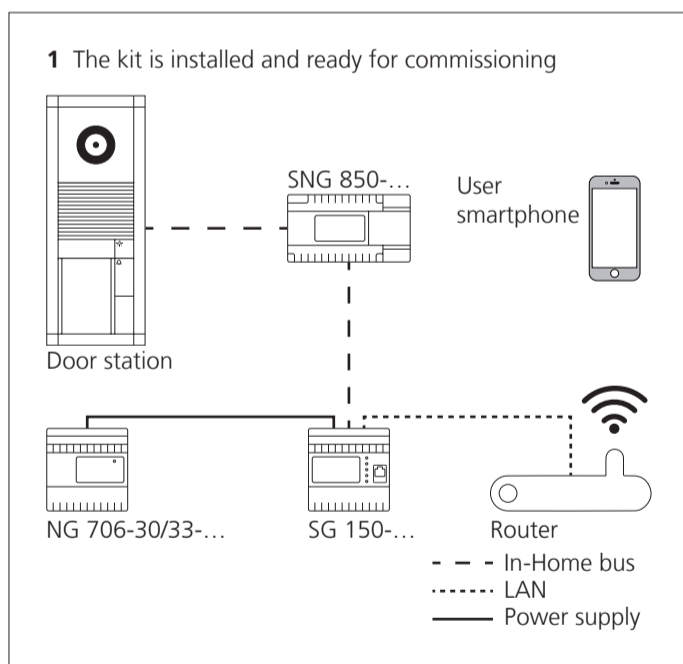 1 The kit is installed and ready for commissioning
SNG 850-...
User
smartphone
Door station
NG 706-30/33-...
SG 150-...
Router
In-Home bus
LAN
Power supply